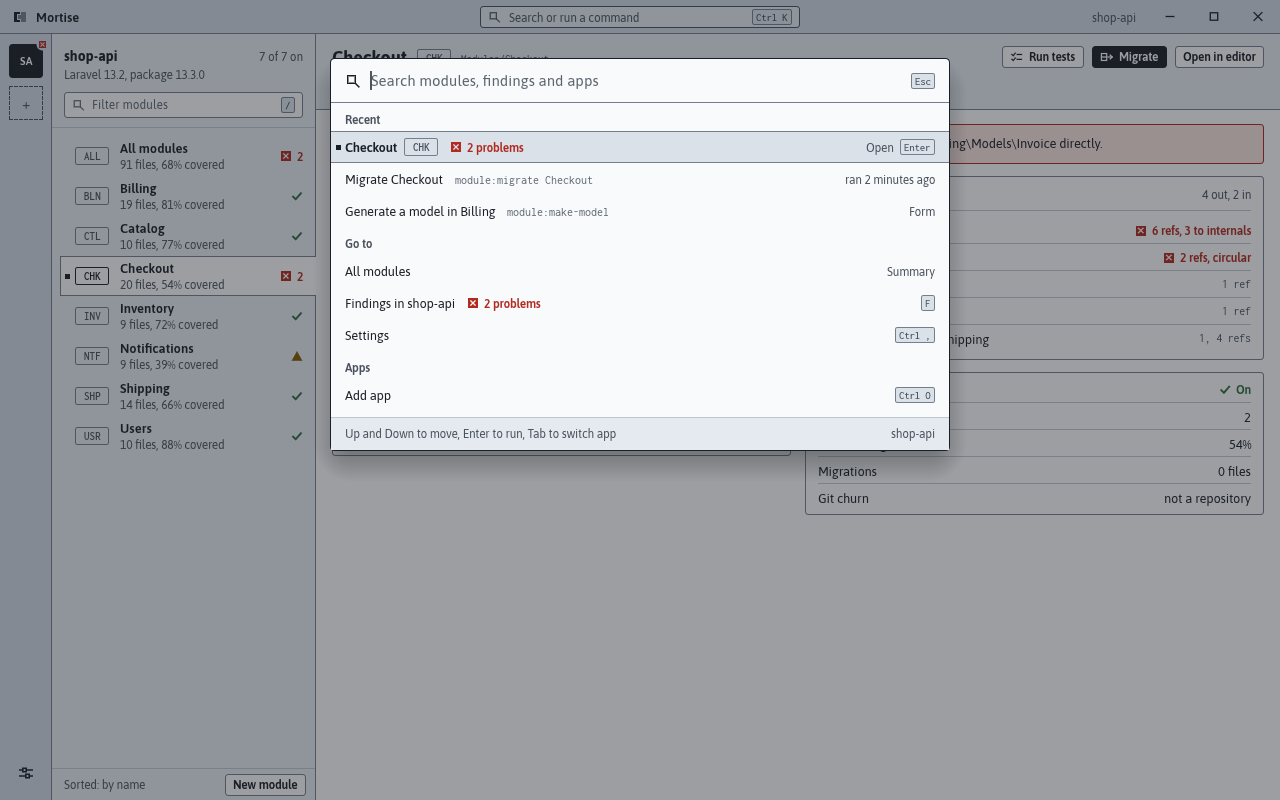 Mortise
Search or run a command
Ctrl K
shop-api
SA
+
shop-api
7 of 7 on
Laravel 13.2, package 13.3.0
Filter modules
/
ALL
All modules
91 files, 68% covered
2
BLN
Billing
19 files, 81% covered
CTL
Catalog
10 files, 77% covered
CHK
Checkout
20 files, 54% covered
2
INV
Inventory
9 files, 72% covered
NTF
Notifications
9 files, 39% covered
SHP
Shipping
14 files, 66% covered
USR
Users
10 files, 88% covered
Sorted: by name
New module
Checkout
CHK
Modules/Checkout
Run tests
Migrate
Open in editor
Search modules, findings and apps
Esc
Recent
Checkout
CHK
2 problems
Open
Enter
Migrate Checkout
module:migrate Checkout
ran 2 minutes ago
Generate a model in Billing
module:make-model
Form
Go to
All modules
Summary
Findings in shop-api
2 problems
F
Settings
Ctrl ,
Apps
Add app
Ctrl O
Up and Down to move, Enter to run, Tab to switch app
shop-api
ing\Models\Invoice directly.
4 out, 2 in
6 refs, 3 to internals
2 refs, circular
1 ref
1 ref
1, 4 refs
On
2
54%
Migrations
0 files
Git churn
not a repository